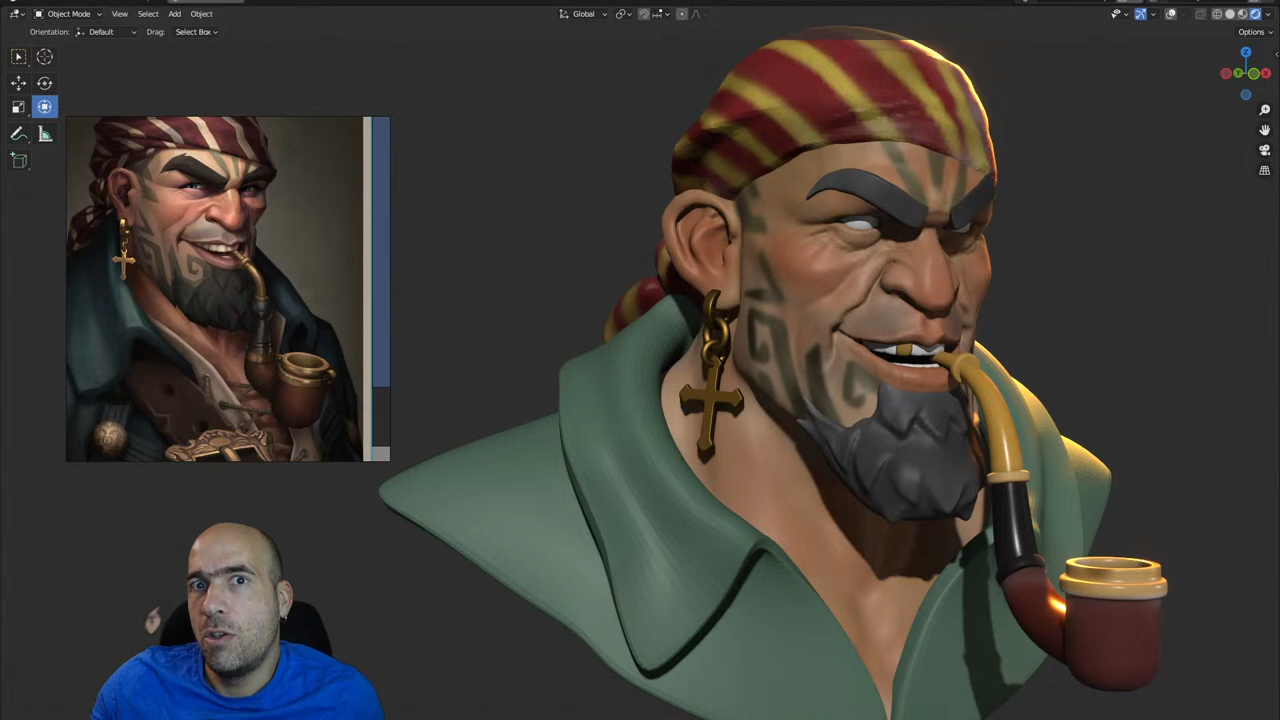 Object Mode View Select Add Object Global
Orientation: Default Drag: Select Box Options
Z
Y X